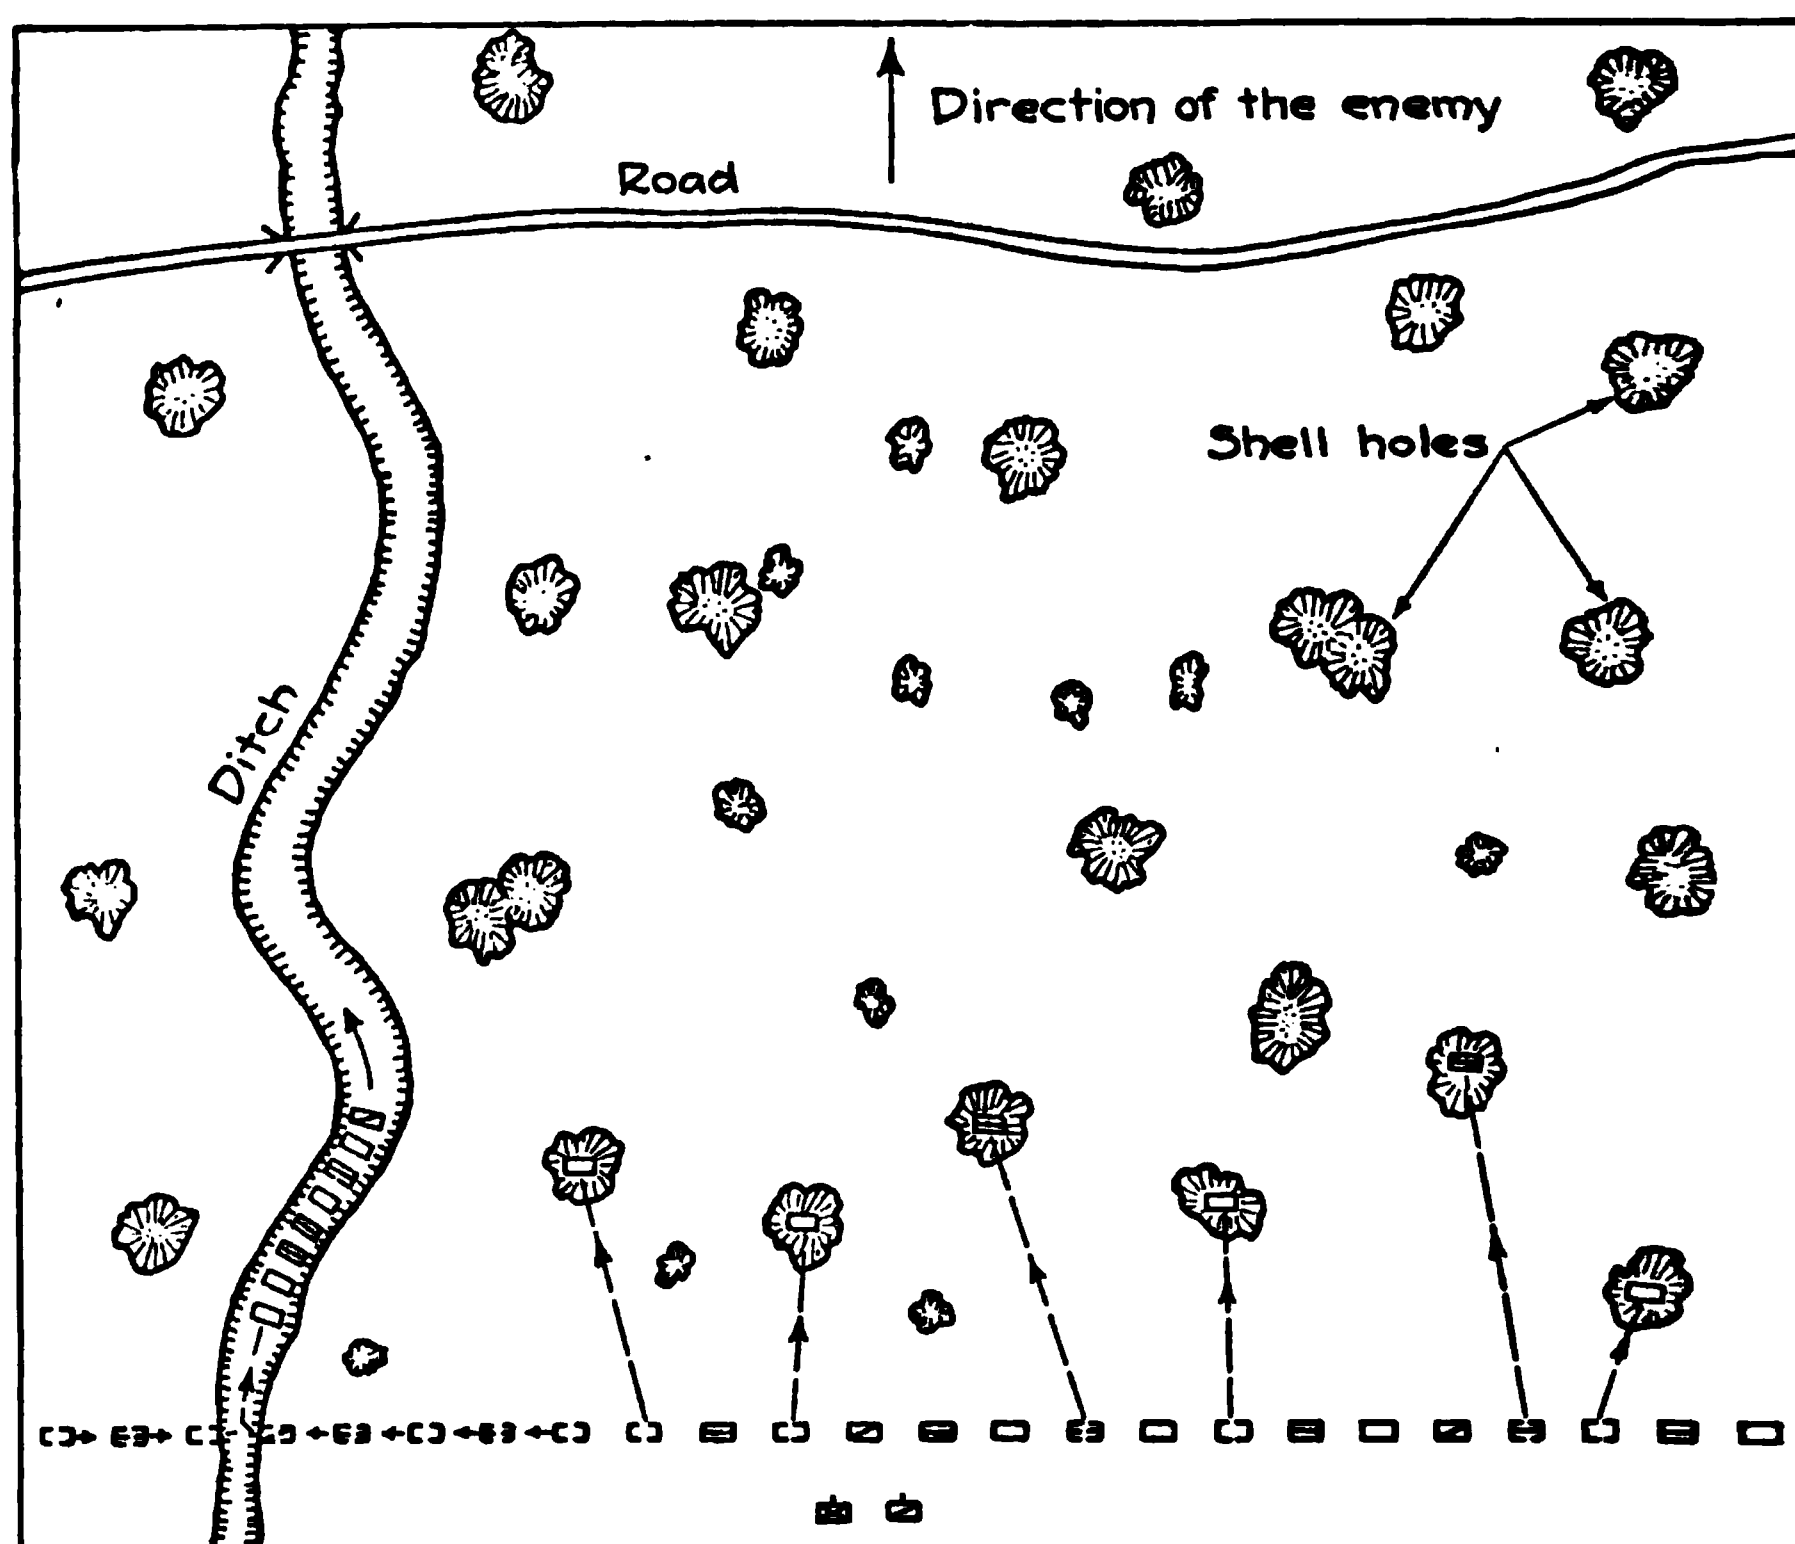 Direction of the enemy
Road
Shell holes
Ditch